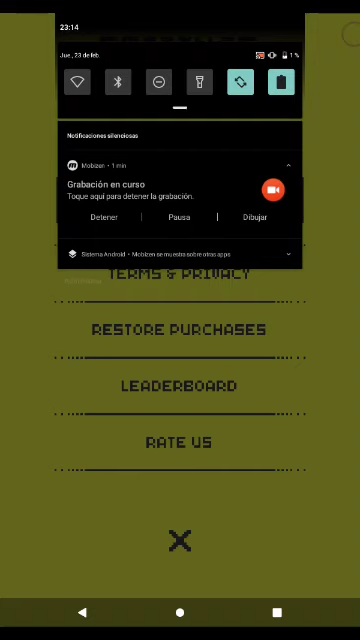 23:14
Jue., 23 de feb.
1 %
Notificaciones silenciosas
Mobizen • 1 min
Grabación en curso
Toque aquí para detener la grabación.
Detener | Pausa | Dibujar
Sistema Android • Mobizen se muestra sobre otras apps
TERMS & PRIVACY
RESTORE PURCHASES
LEADERBOARD
RATE US
X